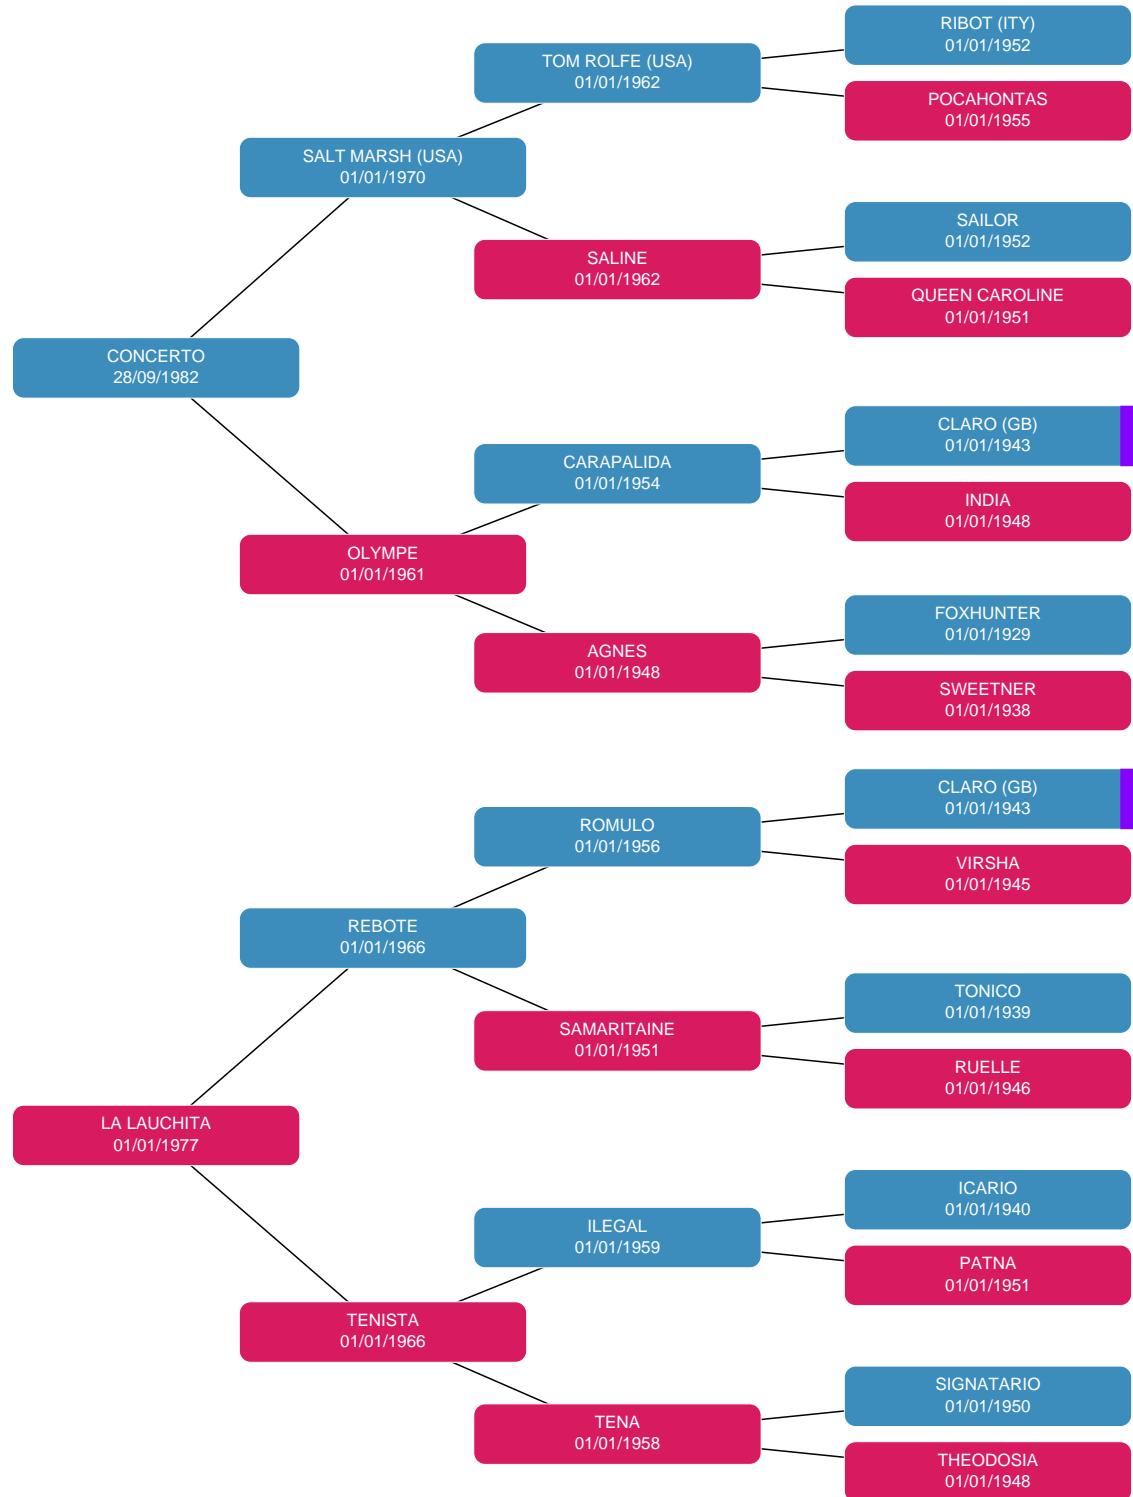 RIBOT (ITY)
01/01/1952
TOM ROLFE (USA)
01/01/1962
POCAHONTAS
01/01/1955
SALT MARSH (USA)
01/01/1970
SAILOR
01/01/1952
SALINE
01/01/1962
QUEEN CAROLINE
01/01/1951
CONCERTO
28/09/1982
CLARO (GB)
01/01/1943
CARAPALIDA
01/01/1954
INDIA
01/01/1948
OLYMPE
01/01/1961
FOXHUNTER
01/01/1929
AGNES
01/01/1948
SWEETNER
01/01/1938
CLARO (GB)
01/01/1943
ROMULO
01/01/1956
VIRSHA
01/01/1945
REBOTE
01/01/1966
TONICO
01/01/1939
SAMARITAINE
01/01/1951
RUELLE
01/01/1946
LA LAUCHITA
01/01/1977
ICARIO
01/01/1940
ILEGAL
01/01/1959
PATNA
01/01/1951
TENISTA
01/01/1966
SIGNATARIO
01/01/1950
TENA
01/01/1958
THEODOSIA
01/01/1948